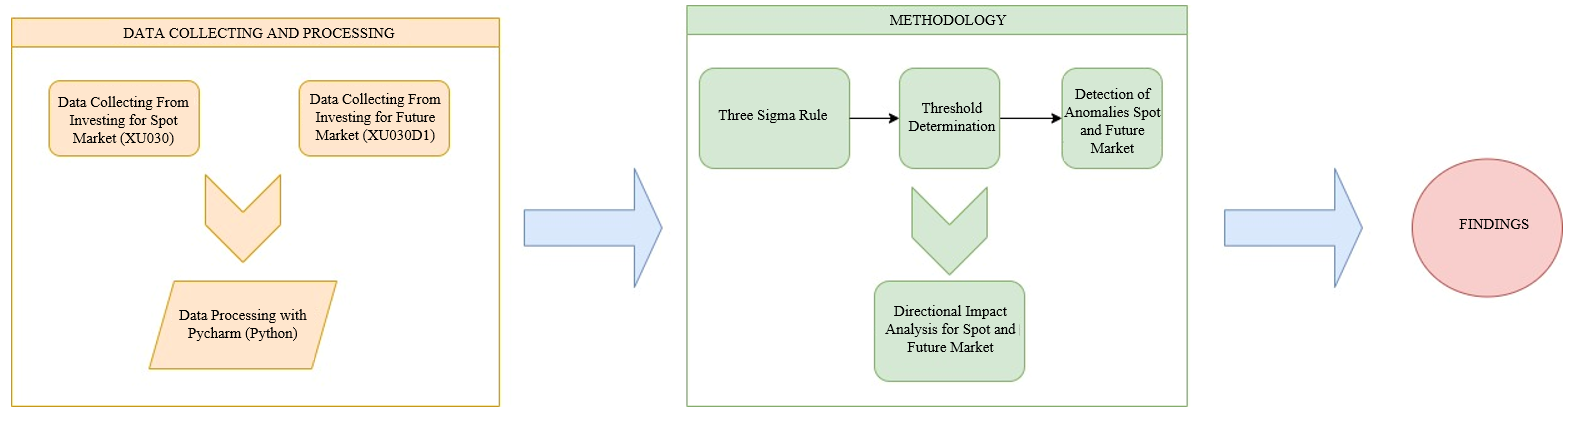 DATA COLLECTING AND PROCESSING
Data Collecting From
Investing for Spot
Market (XU030)
Data Collecting From
Investing for Future
Market (XU030D1)
Data Processing with
Pycharm (Python)
METHODOLOGY
Three Sigma Rule
Threshold
Determination
Detection of
Anomalies Spot
and Future
Market
Directional Impact
Analysis for Spot and
Future Market
FINDINGS